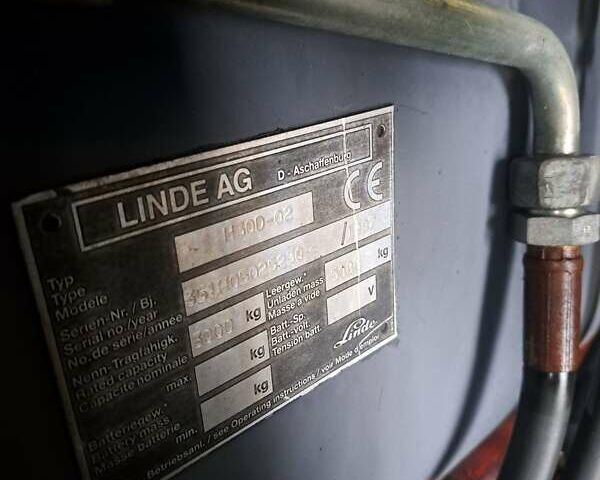 LINDE AG D - Aschaffenburg
CE
Typ
Type
Modele
H30D-02
Serien-Nr. / Bj.
Serial no./year
No. de série/année
/
Nenn-Tragfähigk.
Rated capacity
Capacité nominale
kg
Leergew.
Unladen mass
Masse a vide
kg
Batteriegew.
Battery mass
Masse batterie
max.
kg
min.
kg
Batt.-Sp.
Batt.-volt.
Tension batt.
V
Linde
Betriebsanl. / see Operating instructions / voir Mode d'emploi